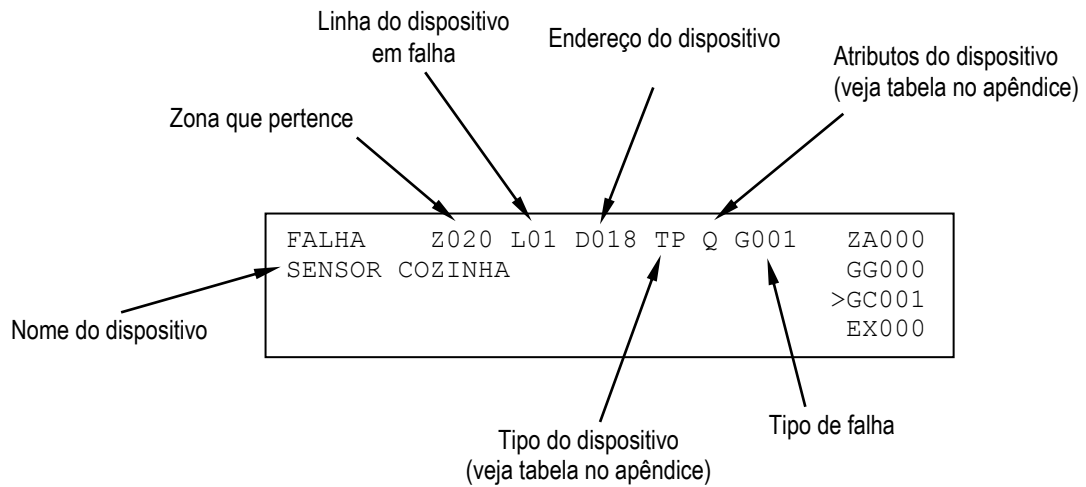 Linha do dispositivo
em falha
Endereço do dispositivo
Atributos do dispositivo
(veja tabela no apêndice)
Zona que pertence
FALHA Z020 L01 D018 TP Q G001 ZA000
SENSOR COZINHA GG000
>GC001
EX000
Nome do dispositivo
Tipo do dispositivo
(veja tabela no apêndice)
Tipo de falha